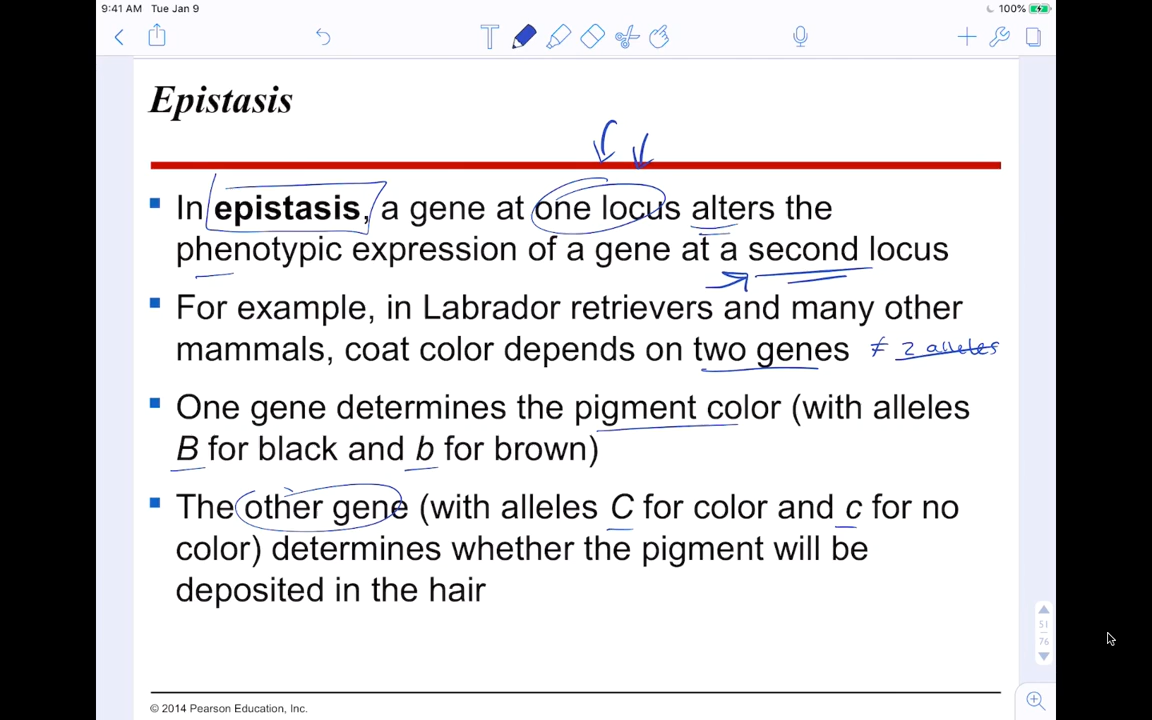 9:41 AM Tue Jan 9
100%
Epistasis
In epistasis, a gene at one locus alters the
phenotypic expression of a gene at a second locus
For example, in Labrador retrievers and many other
mammals, coat color depends on two genes ≠ 2 alleles
One gene determines the pigment color (with alleles
B for black and b for brown)
The other gene (with alleles C for color and c for no
color) determines whether the pigment will be
deposited in the hair
51
76
© 2014 Pearson Education, Inc.